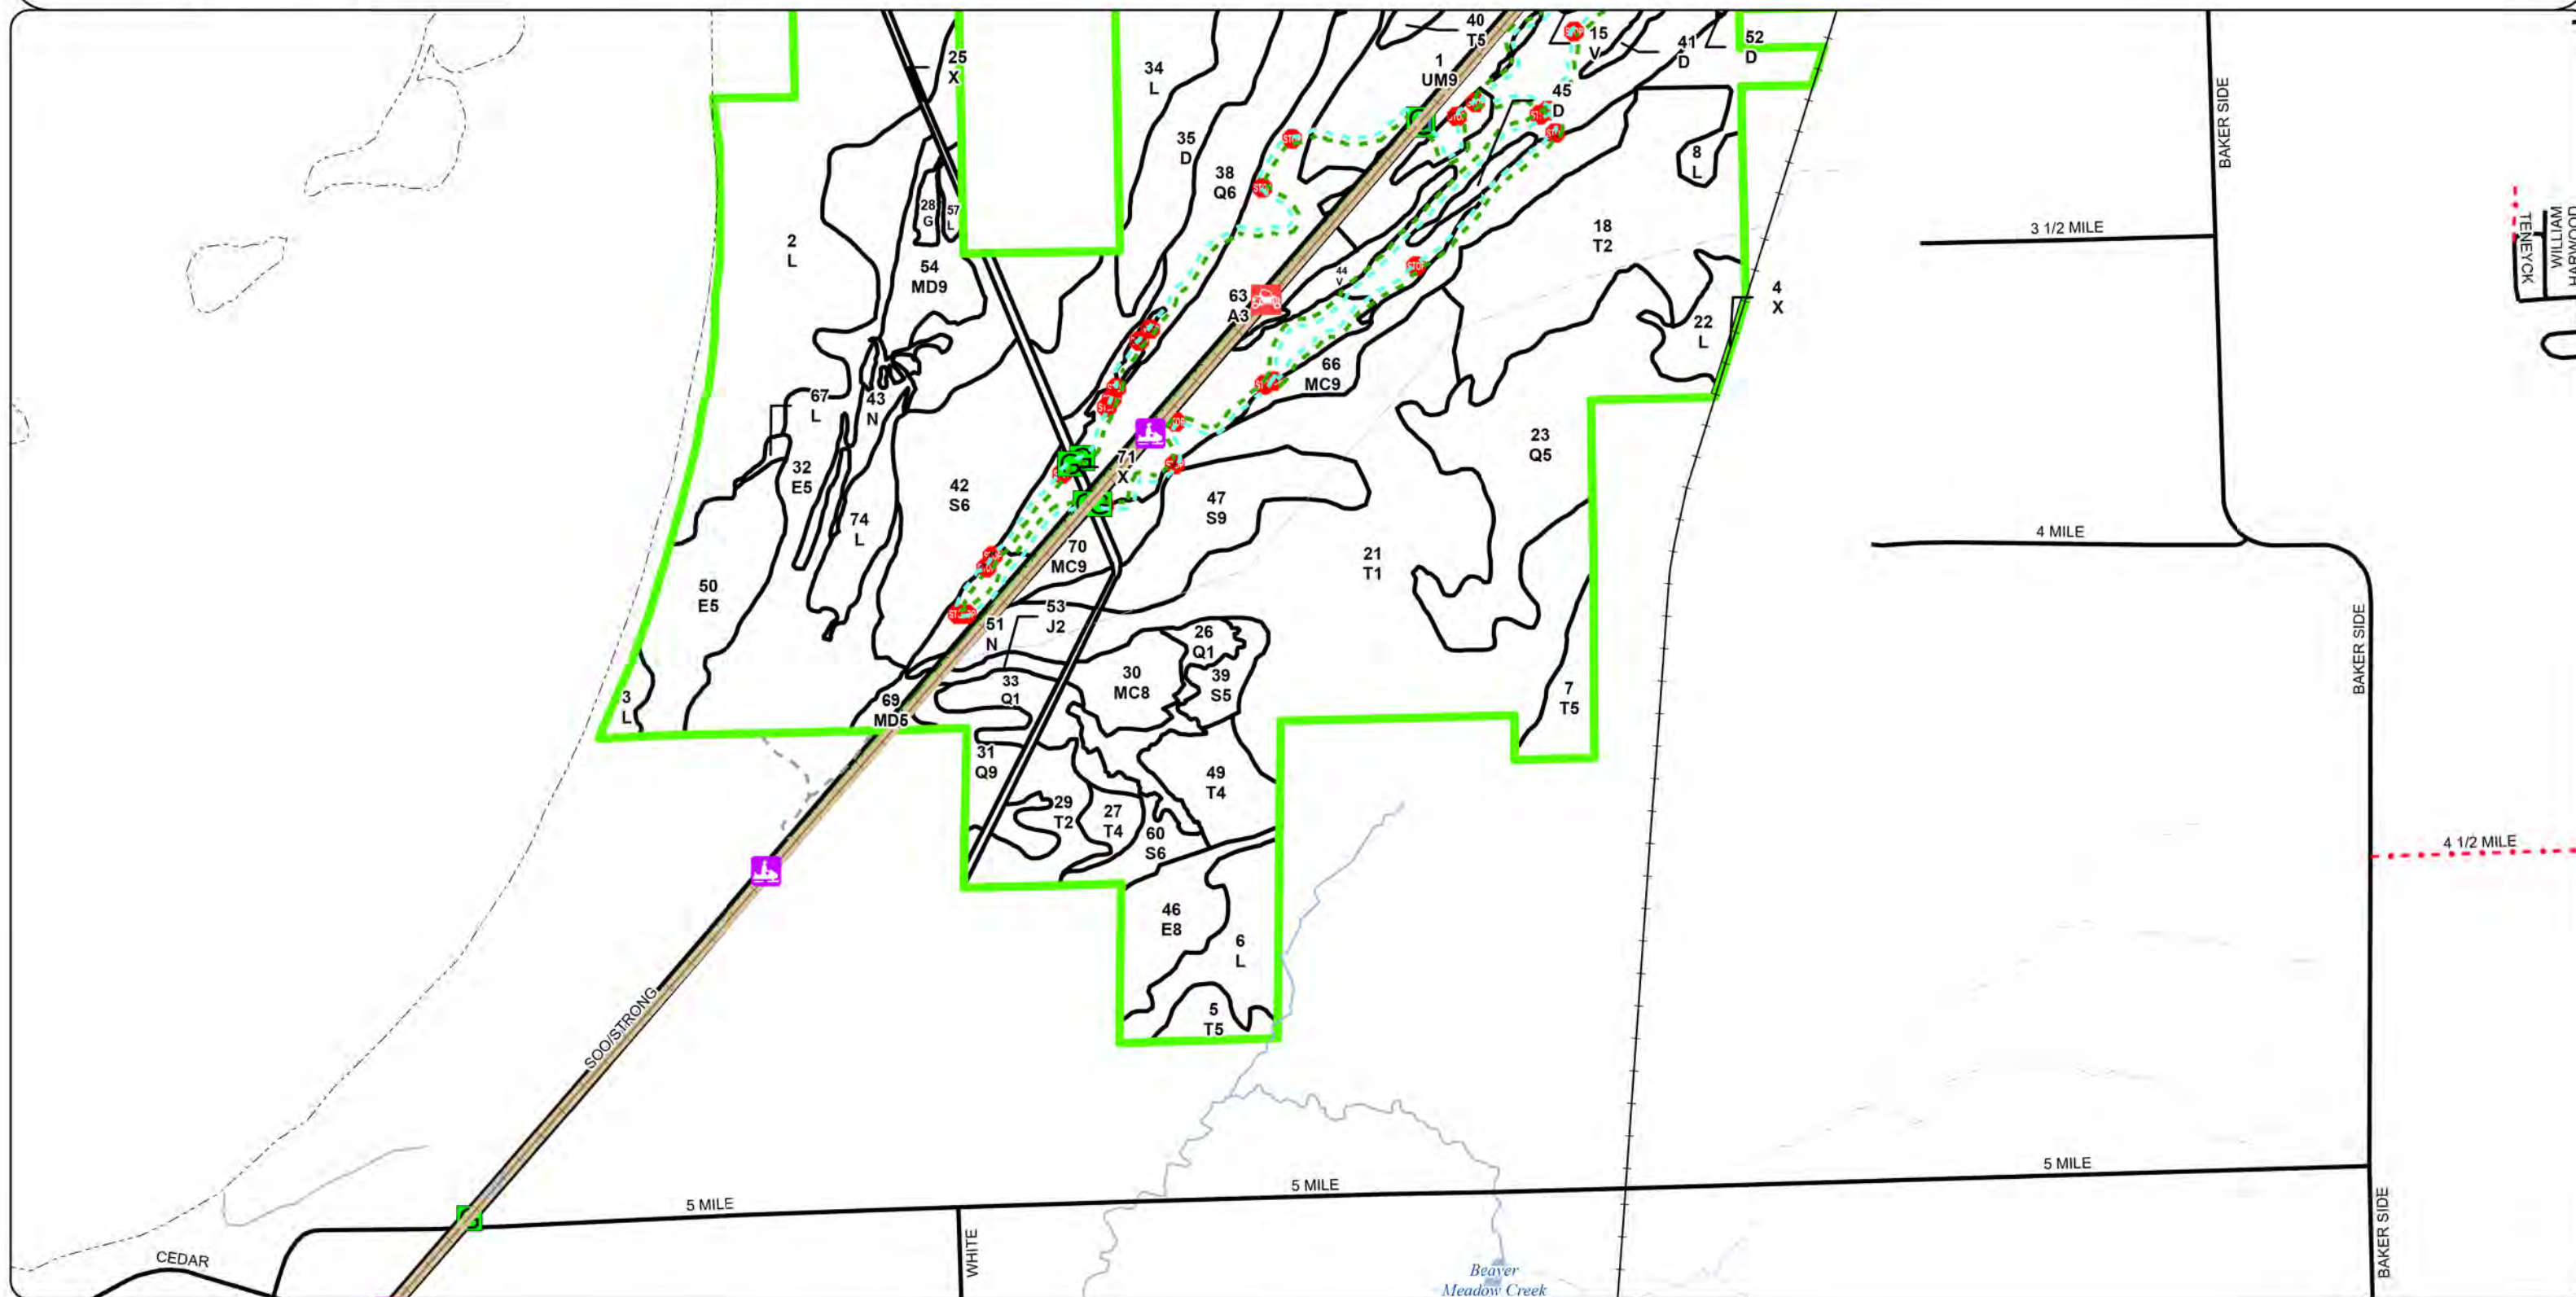 40
T5
15
V
41
D
52
D
25
X
34
L
1
UM9
45
D
BAKER SIDE
35
D
8
L
38
Q6
28
G
57
L
18
T2
3 1/2 MILE
TENEYCK
WILLIAM
HARWOOD
2
L
54
MD9
44
V
63
A3
4
X
22
L
66
MC9
67
L
43
N
23
Q5
32
E5
71
X
42
S6
47
S9
74
L
4 MILE
70
MC9
21
T1
50
E5
53
J2
51
N
26
Q1
BAKER SIDE
33
Q1
30
MC8
39
S5
3
L
69
MD5
7
T5
31
Q9
49
T4
29
T2
27
T4
60
S6
4 1/2 MILE
46
E8
6
L
5
T5
SOO/STRONG
5 MILE
5 MILE
5 MILE
CEDAR
WHITE
BAKER SIDE
Beaver
Meadow Creek